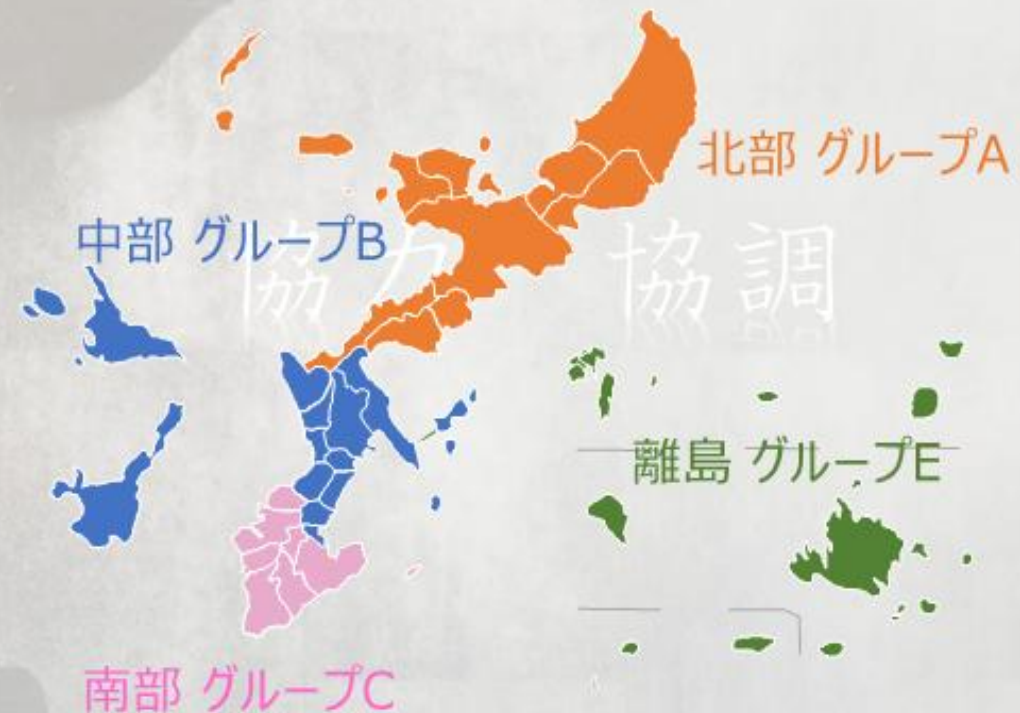 北部 グループA
中部 グループB
協力 協調
離島 グループE
南部 グループC